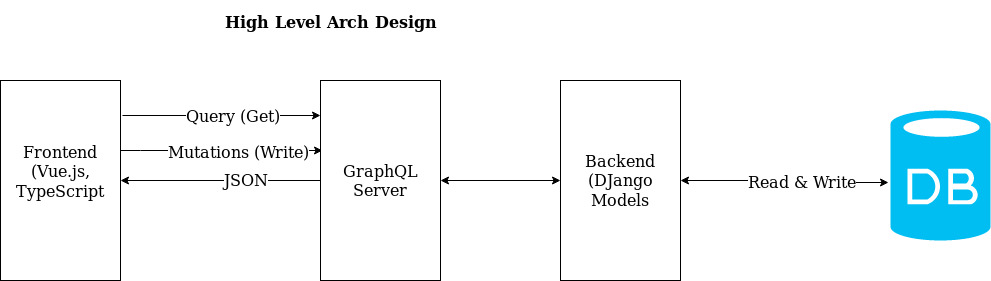 High Level Arch Design
Query (Get)
Frontend
(Vue.js,
TypeScript
Mutations (Write)
JSON
GraphQL
Server
Backend
(DJango
Models
Read & Write
DB